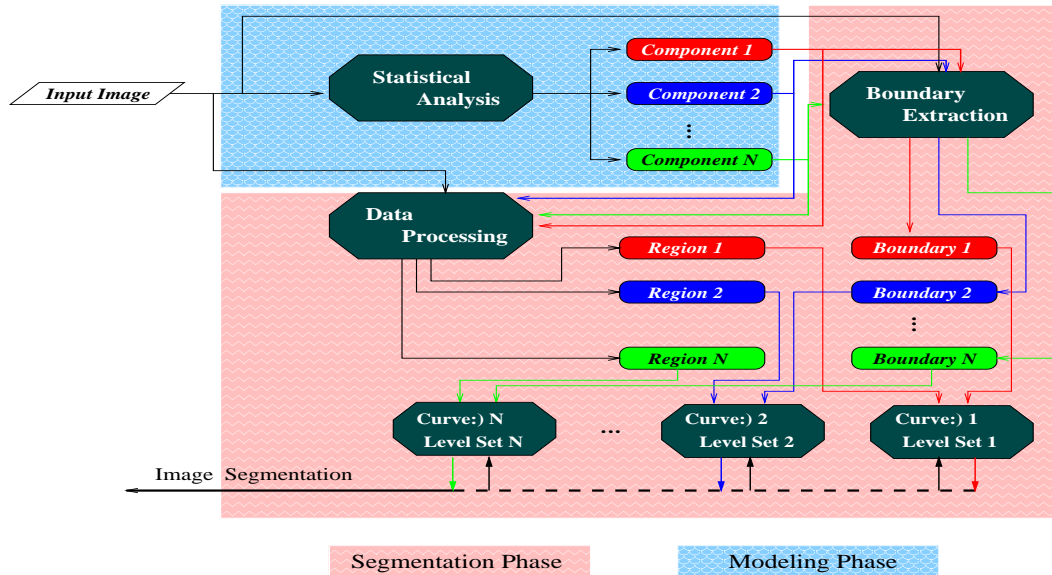 Input Image
Statistical
Analysis
Component 1
Component 2
...
Component N
Boundary
Extraction
Data
Processing
Region 1
Region 2
Region N
Boundary 1
Boundary 2
...
Boundary N
Curve:) N
Level Set N
...
Curve:) 2
Level Set 2
Curve:) 1
Level Set 1
Image Segmentation
Segmentation Phase
Modeling Phase